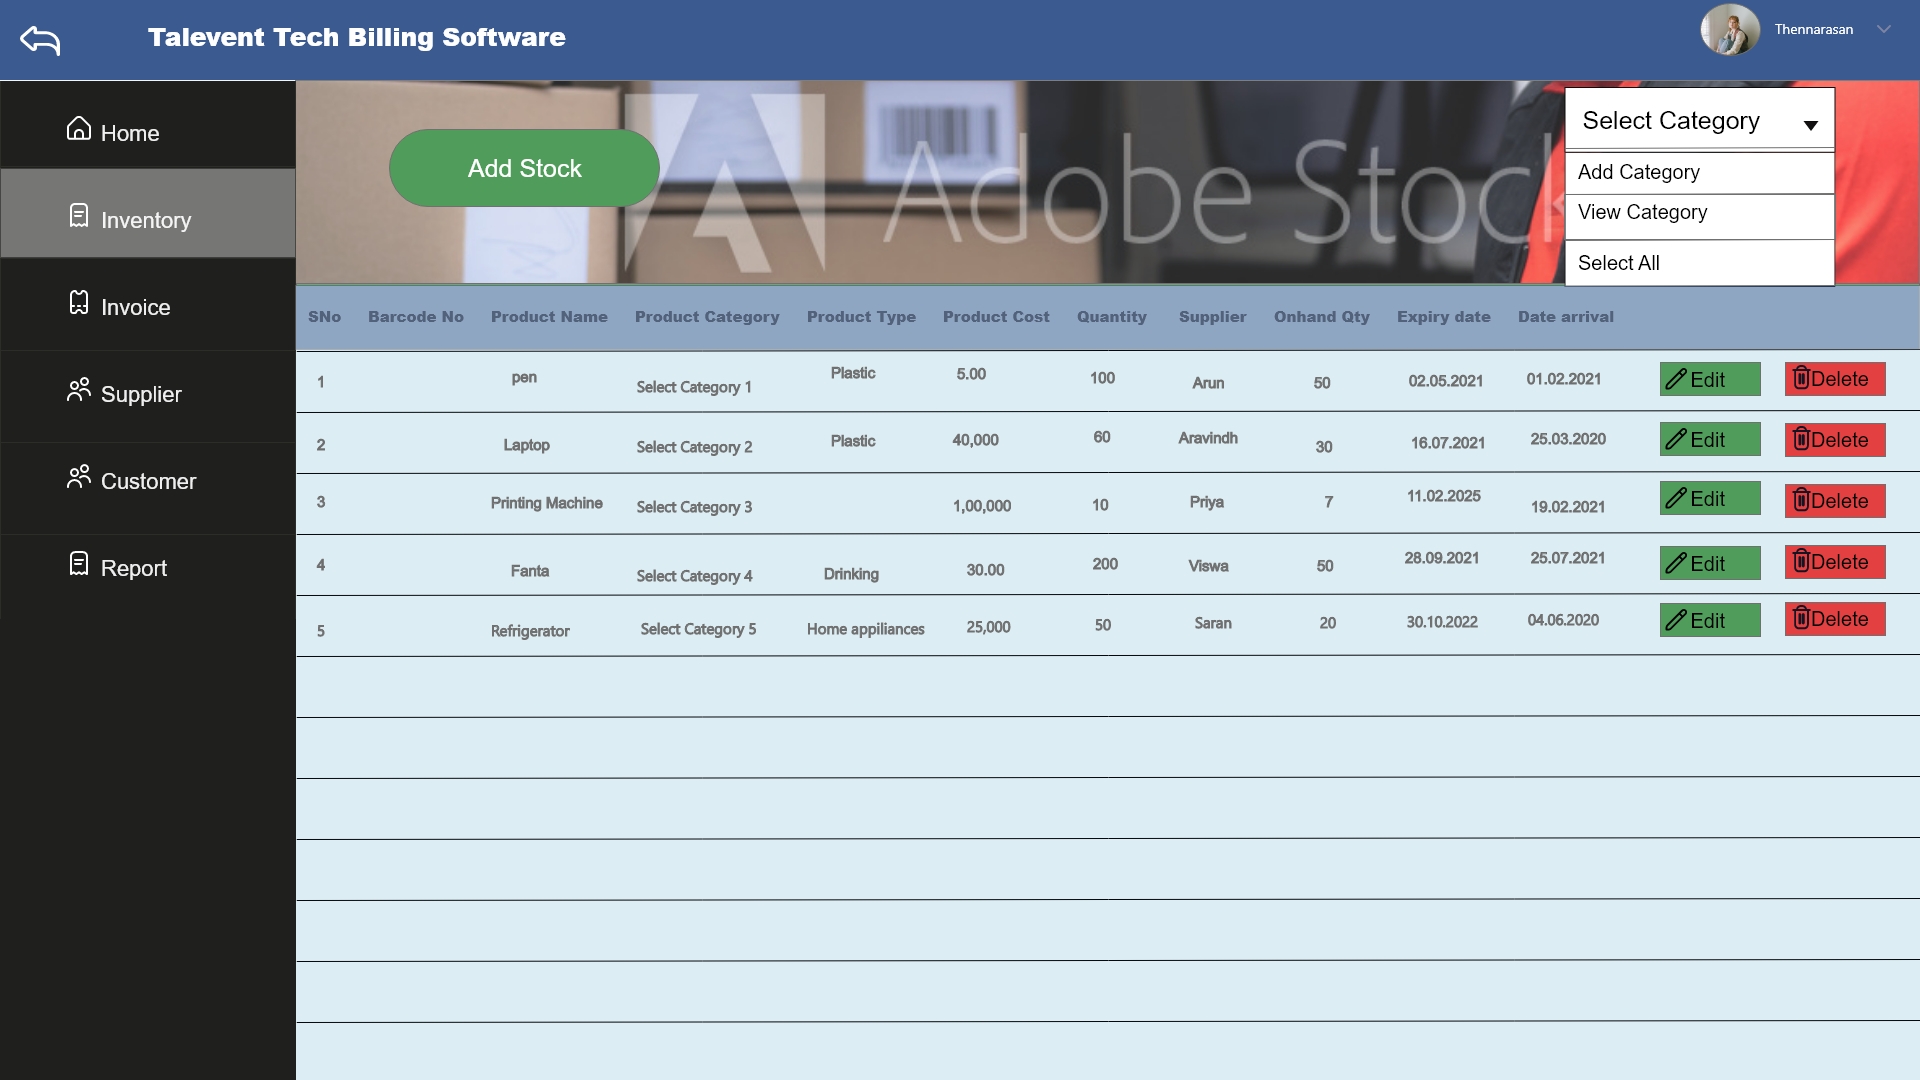 Talevent Tech Billing Software
Thennarasan
Home
Inventory
Invoice
Supplier
Customer
Report
Add Stock
Adobe Stock
Select Category
Add Category
View Category
Select All
SNo Barcode No Product Name Product Category Product Type Product Cost Quantity Supplier Onhand Qty Expiry date Date arrival
1 pen Select Category 1 Plastic 5.00 100 Arun 50 02.05.2021 01.02.2021 Edit Delete
2 Laptop Select Category 2 Plastic 40,000 60 Aravindh 30 16.07.2021 25.03.2020 Edit Delete
3 Printing Machine Select Category 3 1,00,000 10 Priya 7 11.02.2025 19.02.2021 Edit Delete
4 Fanta Select Category 4 Drinking 30.00 200 Viswa 50 28.09.2021 25.07.2021 Edit Delete
5 Refrigerator Select Category 5 Home appiliances 25,000 50 Saran 20 30.10.2022 04.06.2020 Edit Delete